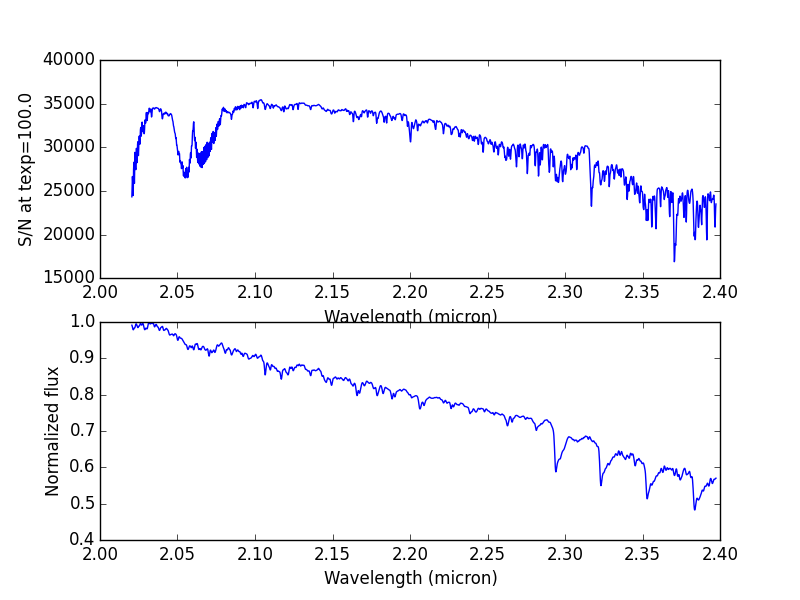 40000
35000
30000
25000
20000
15000
S/N at texp=100.0
2.00 2.05 2.10 2.15 2.20 2.25 2.30 2.35 2.40
Wavelength (micron)
1.0
0.9
0.8
0.7
0.6
0.5
0.4
Normalized flux
2.00 2.05 2.10 2.15 2.20 2.25 2.30 2.35 2.40
Wavelength (micron)